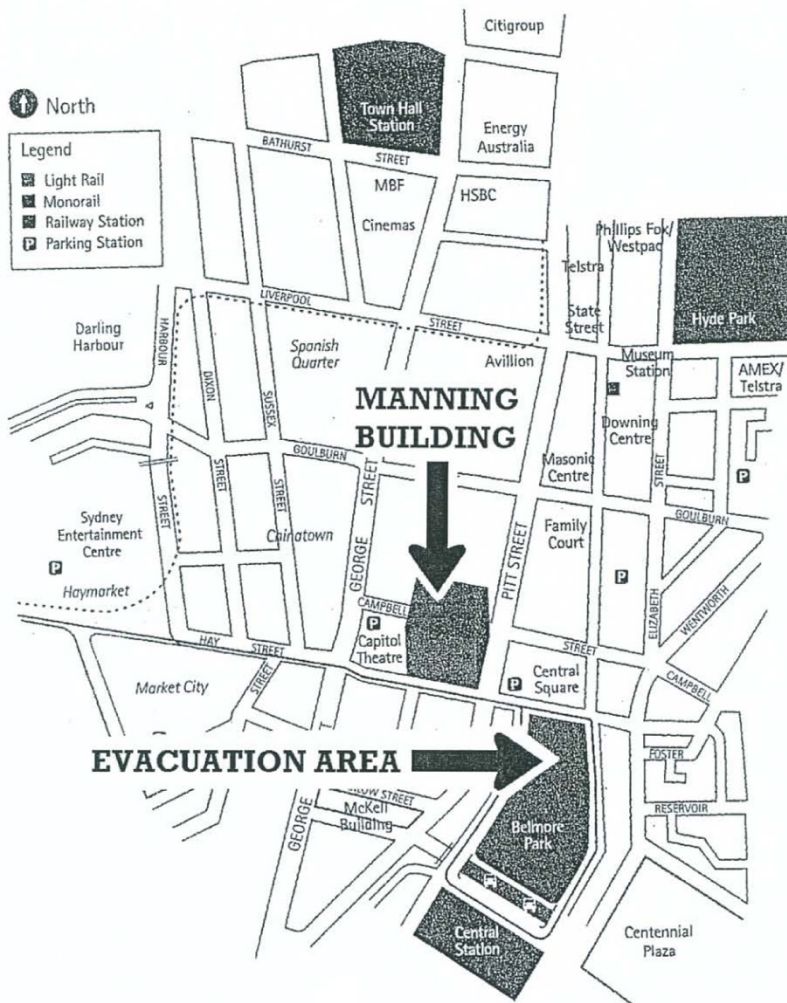 Citigroup
Town Hall
Station
North
Legend
Light Rail
Monorail
Railway Station
P Parking Station
Energy
Australia
BATHURST
STREET
MBF
HSBC
Cinemas
Phillips Fox/
Westpac
Telstra
State
Street
Hyde Park
LIVERPOOL
STREET
Darling
Harbour
HARBOUR
STREET
Spanish
Quarter
Avillion
Museum
Station
AMEX/
Telstra
DIXON
STREET
SUSSEX
STREET
MANNING
BUILDING
Downing
Centre
GOULBURN
STREET
Masonic
Centre
P
GOULBURN
Sydney
Entertainment
Centre
P
Haymarket
Chinatown
GEORGE
STREET
PITT STREET
Family
Court
P
ELIZABETH
STREET
WENTWORTH
CAMPBELL
STREET
CAMPBELL
P
Capitol
Theatre
HAY
STREET
STREET
Market City
P
Central
Square
EVACUATION AREA
FOSTER
RESERVOIR
McKell
Building
STREET
GEORGE
Belmore
Park
Central
Station
Centennial
Plaza